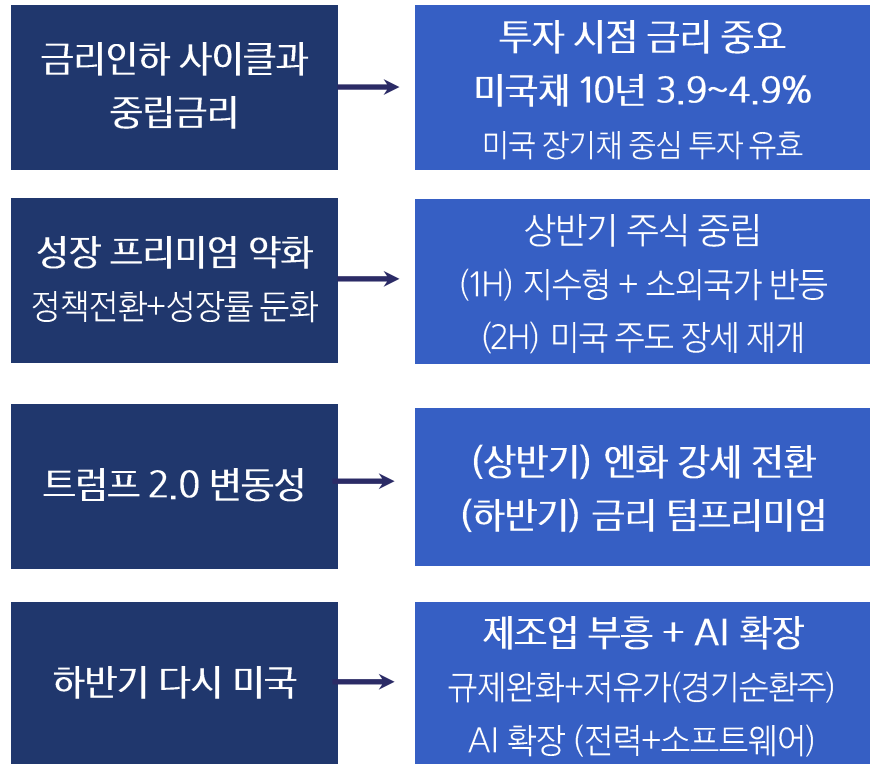 금리인하 사이클과
중립금리
투자 시점 금리 중요
미국채 10년 3.9~4.9%
미국 장기채 중심 투자 유효
성장 프리미엄 약화
정책전환+성장률 둔화
상반기 주식 중립
(1H) 지수형 + 소외국가 반등
(2H) 미국 주도 장세 재개
트럼프 2.0 변동성
(상반기) 엔화 강세 전환
(하반기) 금리 텀프리미엄
하반기 다시 미국
제조업 부흥 + AI 확장
규제완화+저유가(경기순환주)
AI 확장 (전력+소프트웨어)